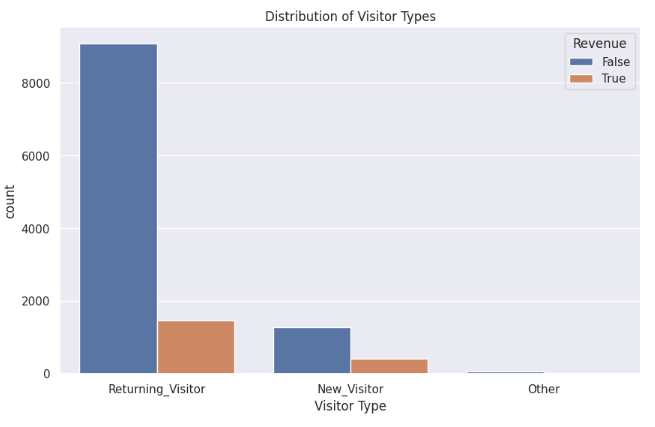 Distribution of Visitor Types
Revenue
False
True
8000
6000
4000
2000
0
count
Returning_Visitor
New_Visitor
Other
Visitor Type